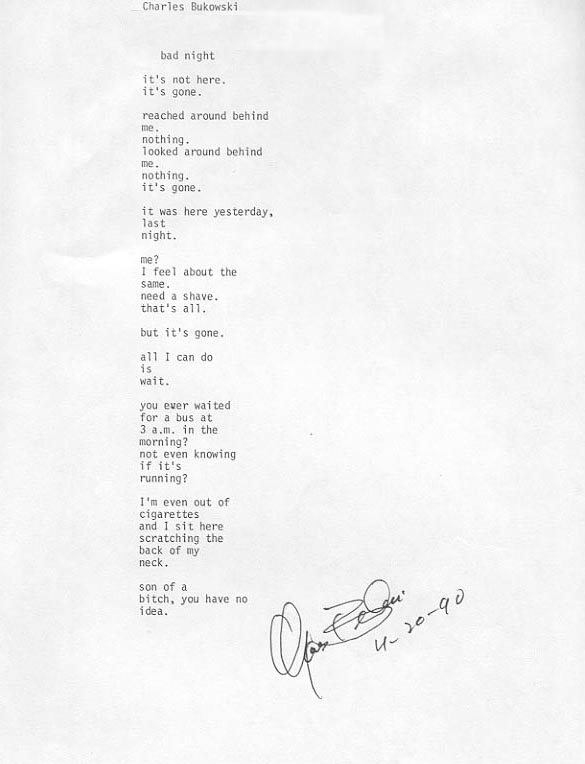 Charles Bukowski
bad night
it's not here.
it's gone.
reached around behind
me.
nothing.
looked around behind
me.
nothing.
it's gone.
it was here yesterday,
last
night.
me?
I feel about the
same.
need a shave.
that's all.
but it's gone.
all I can do
is
wait.
you ever waited
for a bus at
3 a.m. in the
morning?
not even knowing
if it's
running?
I'm even out of
cigarettes
and I sit here
scratching the
back of my
neck.
son of a
bitch, you have no
idea.
4-20-90